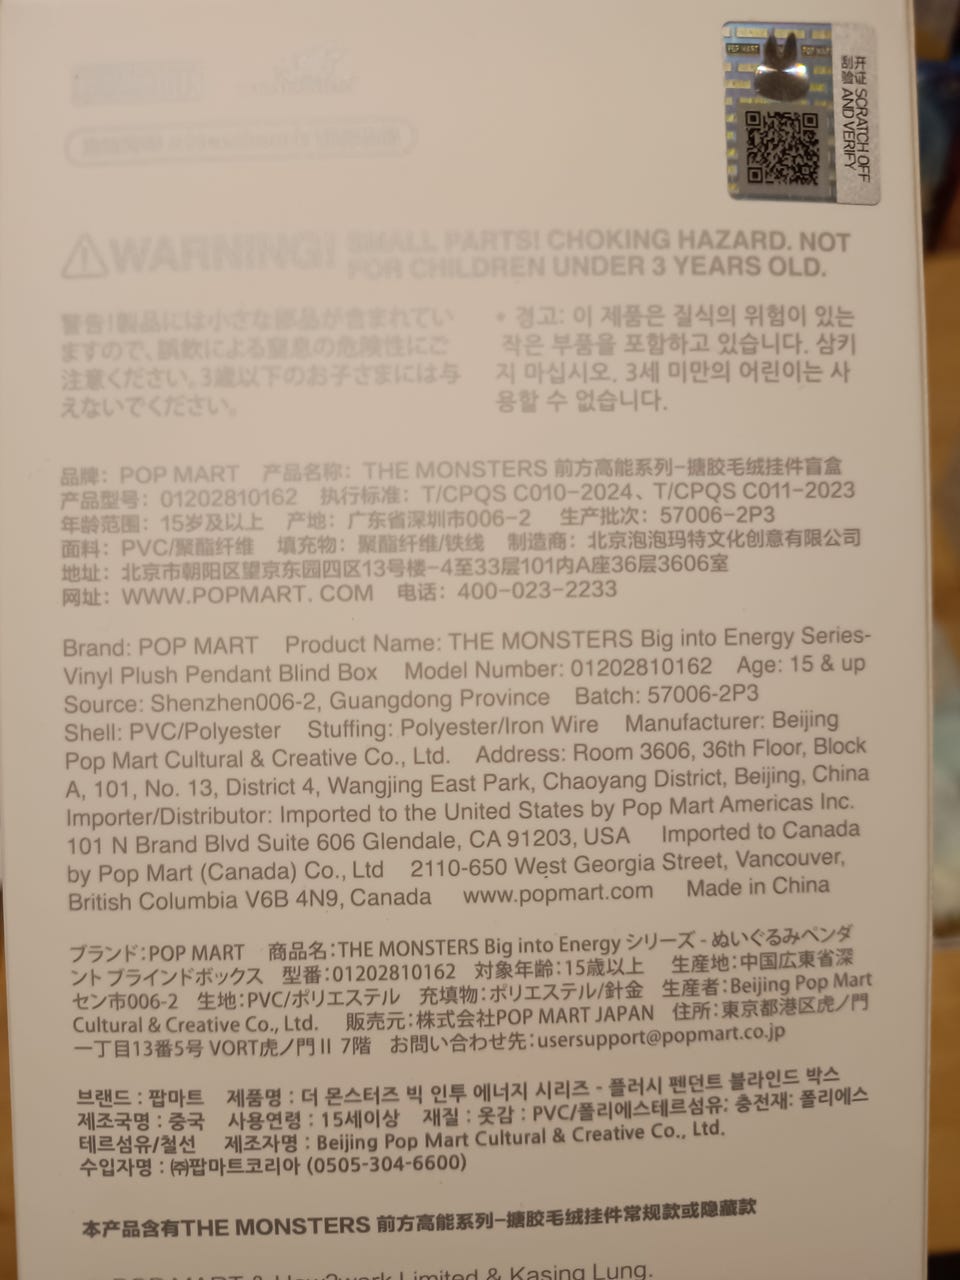 POP MART
POP MART
开证 SCRATCH OFF
刮验 AND VERIFY
WARNING! SMALL PARTS! CHOKING HAZARD. NOT
FOR CHILDREN UNDER 3 YEARS OLD.
警告!製品には小さな部品が含まれてい
ますので、誤飲による窒息の危険性にご
注意ください。3歳以下のお子さまには与
えないでください。
* 경고: 이 제품은 질식의 위험이 있는
작은 부품을 포함하고 있습니다. 삼키
지 마십시오. 3세 미만의 어린이는 사
용할 수 없습니다.
品牌：POP MART 产品名称：THE MONSTERS 前方高能系列-搪胶毛绒挂件盲盒
产品型号：01202810162 执行标准：T/CPQS C010-2024、T/CPQS C011-2023
年龄范围：15岁及以上 产地：广东省深圳市006-2 生产批次：57006-2P3
面料：PVC/聚酯纤维 填充物：聚酯纤维/铁线 制造商：北京泡泡玛特文化创意有限公司
地址：北京市朝阳区望京东园四区13号楼-4至33层101内A座36层3606室
网址：WWW.POPMART.COM 电话：400-023-2233
Brand: POP MART Product Name: THE MONSTERS Big into Energy Series-
Vinyl Plush Pendant Blind Box Model Number: 01202810162 Age: 15 & up
Source: Shenzhen006-2, Guangdong Province Batch: 57006-2P3
Shell: PVC/Polyester Stuffing: Polyester/Iron Wire Manufacturer: Beijing
Pop Mart Cultural & Creative Co., Ltd. Address: Room 3606, 36th Floor, Block
A, 101, No. 13, District 4, Wangjing East Park, Chaoyang District, Beijing, China
Importer/Distributor: Imported to the United States by Pop Mart Americas Inc.
101 N Brand Blvd Suite 606 Glendale, CA 91203, USA Imported to Canada
by Pop Mart (Canada) Co., Ltd 2110-650 West Georgia Street, Vancouver,
British Columbia V6B 4N9, Canada www.popmart.com Made in China
ブランド:POP MART 商品名:THE MONSTERS Big into Energy シリーズ - ぬいぐるみペンダ
ント ブラインドボックス 型番:01202810162 対象年齢:15歳以上 生産地:中国広東省深
セン市006-2 生地:PVC/ポリエステル 充填物:ポリエステル/針金 生産者:Beijing Pop Mart
Cultural & Creative Co., Ltd. 販売元:株式会社POP MART JAPAN 住所:東京都港区虎ノ門
一丁目13番5号 VORT虎ノ門II 7階 お問い合わせ先:usersupport@popmart.co.jp
브랜드 : 팝마트 제품명 : 더 몬스터즈 빅 인투 에너지 시리즈 - 플러시 펜던트 블라인드 박스
제조국명 : 중국 사용연령 : 15세이상 재질 : 옷감 : PVC/폴리에스테르섬유; 충전재: 폴리에스
테르섬유/철선 제조자명 : Beijing Pop Mart Cultural & Creative Co., Ltd.
수입자명 : ㈜팝마트코리아 (0505-304-6600)
本产品含有THE MONSTERS 前方高能系列-搪胶毛绒挂件常规款或隐藏款
POP MART & How2work Limited & Kasing Lung.